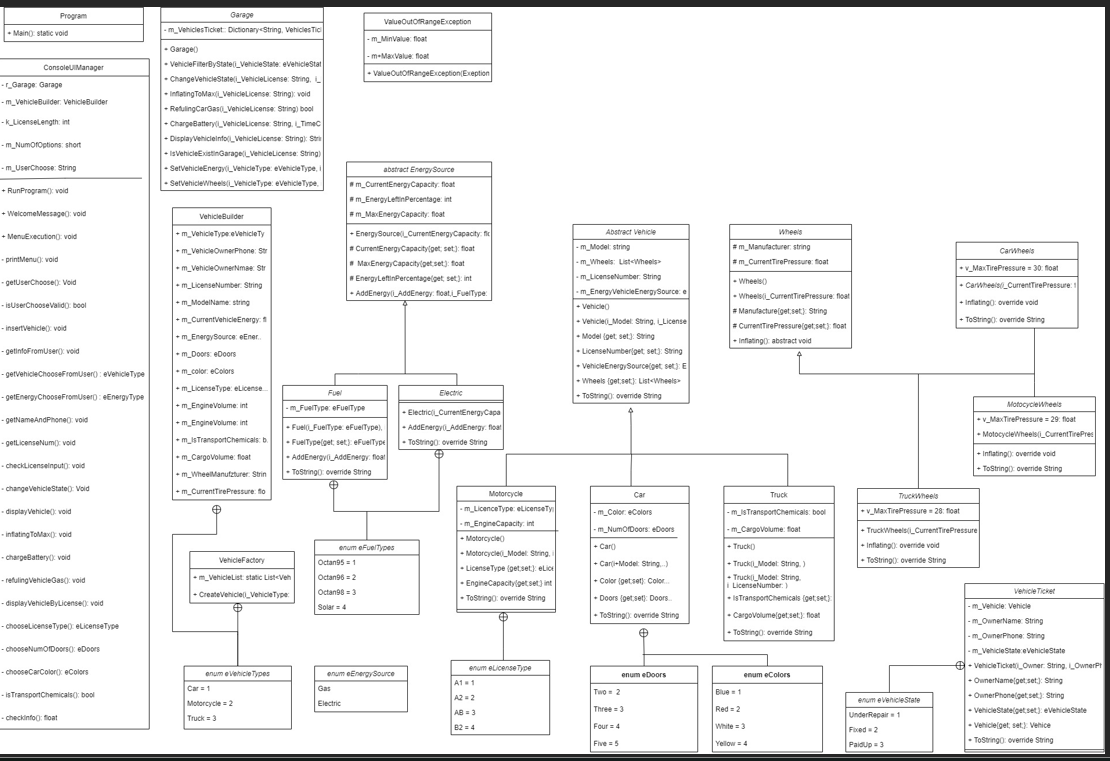 Program
+ Main(): static void
ConsoleUIManager
- r_Garage: Garage
- m_VehicleBuilder: VehicleBuilder
- k_LicenseLength: int
- m_NumOfOptions: short
- m_UserChoose: String
+ RunProgram(): void
+ WelcomeMessage(): void
+ MenuExecution(): void
- printMenu(): void
- getUserChoose(): Void
- isUserChooseValid(): bool
- insertVehicle(): void
- getInfoFromUser(): void
- getVehicleChooseFromUser() : eVehicleType
- getEnergyChooseFromUser() : eEnergyType
- getNameAndPhone(): void
- getLicenseNum(): void
- checkLicenseInput(): void
- changeVehicleState(): Void
- displayVehicle(): void
- inflatingToMax(): void
- chargeBattery(): void
- refulingVehicleGas(): void
- displayVehicleByLicense(): void
- chooseLicenseType(): eLicenseType
- chooseNumOfDoors(): eDoors
- chooseCarColor(): eColors
- isTransportChemicals(): bool
- checkInfo(): float
Garage
- m_VehiclesTicket:: Dictionary<String, VehiclesTicl
+ Garage()
+ VehicleFilterByState(i_VehicleState: eVehicleStat
+ ChangeVehicleState(i_VehicleLicense: String, i_
+ InflatingToMax(i_VehicleLicense: String): void
+ RefulingCarGas(i_VehicleLicense: String) bool
+ ChargeBattery(i_VehicleLicense: String, i_TimeC
+ DisplayVehicleInfo(i_VehicleLicense: String): Strin
+ IsVehicleExistInGarage(i_VehicleLicense: String)
+ SetVehicleEnergy(i_VehicleType: eVehicleType, i
+ SetVehicleWheels(i_VehicleType: eVehicleType,
ValueOutOfRangeException
- m_MinValue: float
- m+MaxValue: float
+ ValueOutOfRangeException(Exeption
abstract EnergySource
# m_CurrentEnergyCapacity: float
# m_EnergyLeftInPercentage: int
# m_MaxEnergyCapacity: float
+ EnergySource(i_CurrentEnergyCapacity: flo
# CurrentEnergyCapacity{get; set;}: float
# MaxEnergyCapacity{get;set;}: float
# EnergyLeftInPercentage{get; set;}: int
+ AddEnergy(i_AddEnergy: float,i_FuelType:
VehicleBuilder
+ m_VehicleType:eVehicleTy
+ m_VehicleOwnerPhone: Str
+ m_VehicleOwnerNmae: Str
+ m_LicenseNumber: String
+ m_ModelName: string
+ m_CurrentVehicleEnergy: fl
+ m_EnergySource: eEner..
+ m_Doors: eDoors
+ m_color: eColors
+ m_LicenseType: eLicense...
+ m_EngineVolume: int
+ m_EngineVolume: int
+ m_IsTransportChemicals: b.
+ m_CargoVolume: float
+ m_WheelManufzturer: Strin
+ m_CurrentTirePressure: flo
Fuel
- m_FuelType: eFuelType
+ Fuel(i_FuelType: eFuelType),
+ FuelType{get; set;}: eFuelType
+ AddEnergy(i_AddEnergy: float
+ ToString(): override String
Electric
+ Electric(i_CurrentEnergyCapa
+ AddEnergy(i_AddEnergy: float
+ ToString(): override String
Abstract Vehicle
- m_Model: string
- m_Wheels: List<Wheels>
- m_LicenseNumber: String
- m_EnergyVehicleEnergySource: e
+ Vehicle()
+ Vehicle(i_Model: String, i_License
+ Model {get; set;}: String
+ LicenseNumber{get; set;}: String
+ VehicleEnergySource{get; set;}: E
+ Wheels {get;set;}: List<Wheels>
+ ToString(): override String
Wheels
# m_Manufacturer: string
# m_CurrentTirePressure: float
+ Wheels()
+ Wheels(i_CurrentTirePressure: float
# Manufacture{get;set;}: String
# CurrentTirePressure{get;set;}: float
+ Inflating(): abstract void
CarWheels
+ v_MaxTirePressure = 30: float
+ CarWheels(i_CurrentTirePressure: f
+ Inflating(): override void
+ ToString(): override String
MotocycleWheels
+ v_MaxTirePressure = 29: float
+ MotocycleWheels(i_CurrentTirePres
+ Inflating(): override void
+ ToString(): override String
TruckWheels
+ v_MaxTirePressure = 28: float
+ TruckWheels(i_CurrentTirePressure
+ Inflating(): override void
+ ToString(): override String
Motorcycle
- m_LicenceType: eLicenseTyp
- m_EngineCapacity: int
+ Motorcycle()
+ Motorcycle(i_Model: String, i
+ LicenseType {get;set;}: eLice
+ EngineCapacity{get;set;} int
+ ToString(): override String
Car
- m_Color: eColors
- m_NumOfDoors: eDoors
+ Car()
+ Car(i+Model: String,..)
+ Color {get;set}: Color...
+ Doors {get;set}: Doors..
+ ToString(): override String
Truck
- m_IsTransportChemicals: bool
- m_CargoVolume: float
+ Truck()
+ Truck(i_Model: String, )
+ Truck(i_Model: String,
i_LicenseNumber: )
+ IsTransportChemicals {get;set;}:
+ CargoVolume{get;set;}: float
+ ToString(): override String
VehicleFactory
+ m_VehicleList: static List<Veh
+ CreateVehicle(i_VehicleType:
enum eFuelTypes
Octan95 = 1
Octan96 = 2
Octan98 = 3
Solar = 4
enum eVehicleTypes
Car = 1
Motorcycle = 2
Truck = 3
enum eEnergySource
Gas
Electric
enum eLicenseType
A1 = 1
A2 = 2
AB = 3
B2 = 4
enum eDoors
Two = 2
Three = 3
Four = 4
Five = 5
enum eColors
Blue = 1
Red = 2
White = 3
Yellow = 4
enum eVehicleState
UnderRepair = 1
Fixed = 2
PaidUp = 3
VehicleTicket
- m_Vehicle: Vehicle
- m_OwnerName: String
- m_OwnerPhone: String
- m_VehicleState:eVehicleState
+ VehicleTicket(i_Owner: String, i_OwnerPh
+ OwnerName{get;set;}: String
+ OwnerPhone{get;set;}: String
+ VehicleState{get;set;}: eVehicleState
+ Vehicle{get; set;}: Vehice
+ ToString(): override String